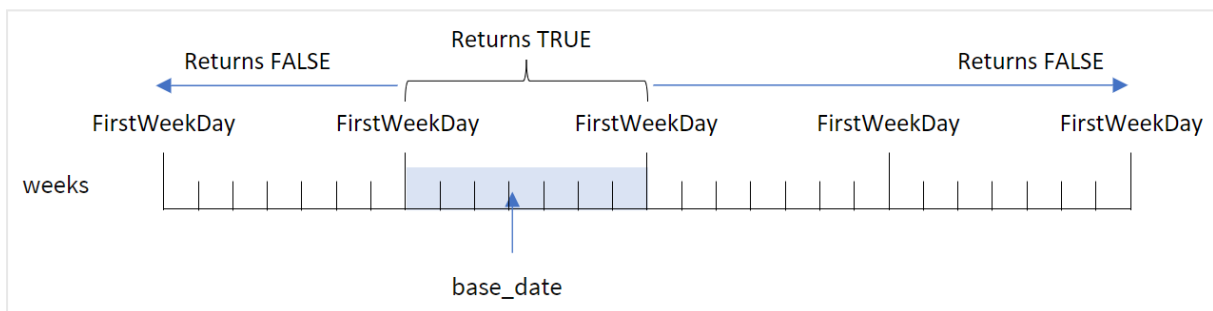 Returns TRUE
Returns FALSE
Returns FALSE
FirstWeekDay FirstWeekDay FirstWeekDay FirstWeekDay FirstWeekDay
weeks
base_date